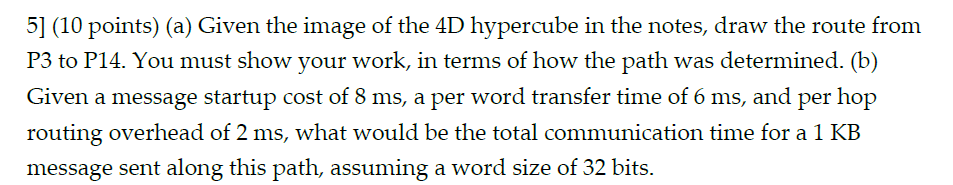 5] (10 points) (a) Given the image of the 4D hypercube in the notes, draw the route from
P3 to P14. You must show your work, in terms of how the path was determined. (b)
Given a message startup cost of 8 ms, a per word transfer time of 6 ms, and per hop
routing overhead of 2 ms, what would be the total communication time for a 1 KB
message sent along this path, assuming a word size of 32 bits.